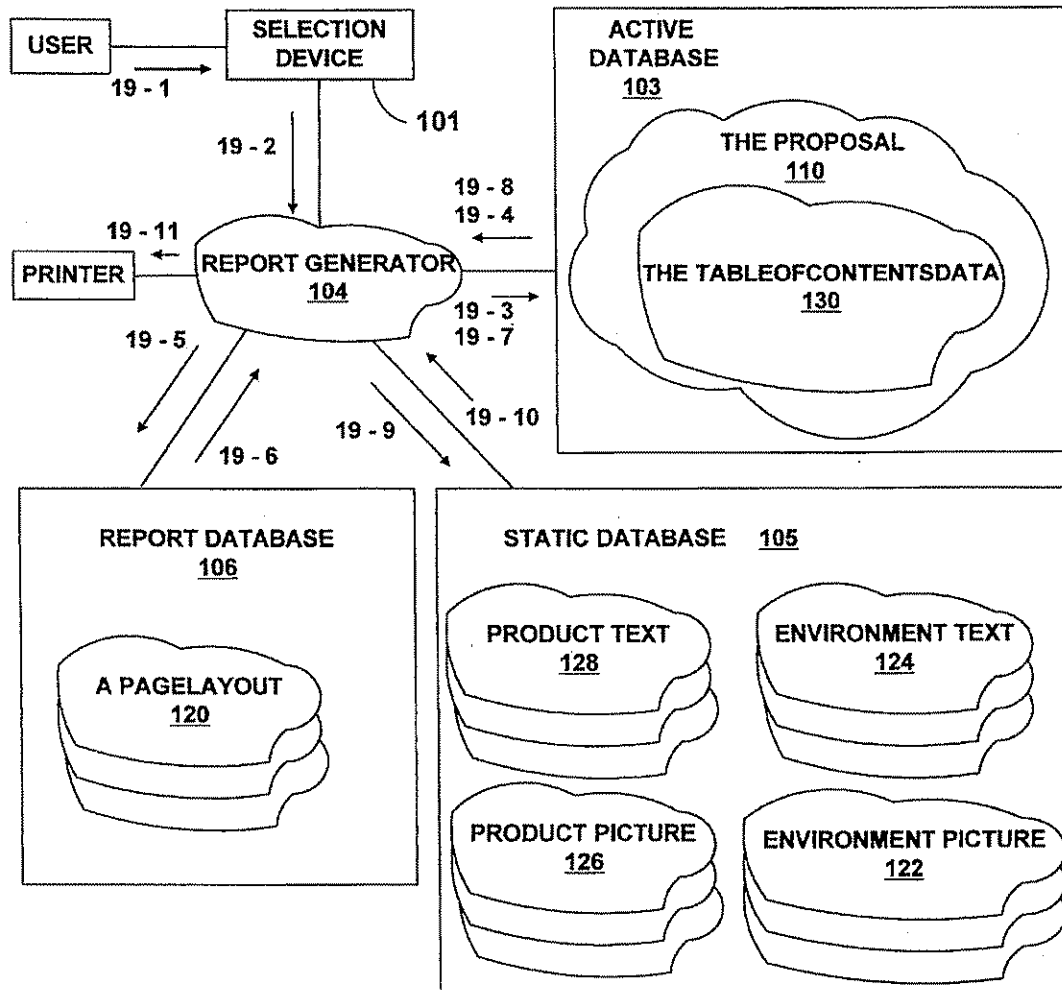 USER
SELECTION
DEVICE
101
19 - 1
19 - 2
ACTIVE
DATABASE
103
THE PROPOSAL
110
THE TABLEOFCONTENTSDATA
130
19 - 8
19 - 4
19 - 3
19 - 7
19 - 11
PRINTER
REPORT GENERATOR
104
19 - 5
19 - 6
19 - 9
19 - 10
REPORT DATABASE
106
A PAGELAYOUT
120
STATIC DATABASE 105
PRODUCT TEXT
128
ENVIRONMENT TEXT
124
PRODUCT PICTURE
126
ENVIRONMENT PICTURE
122